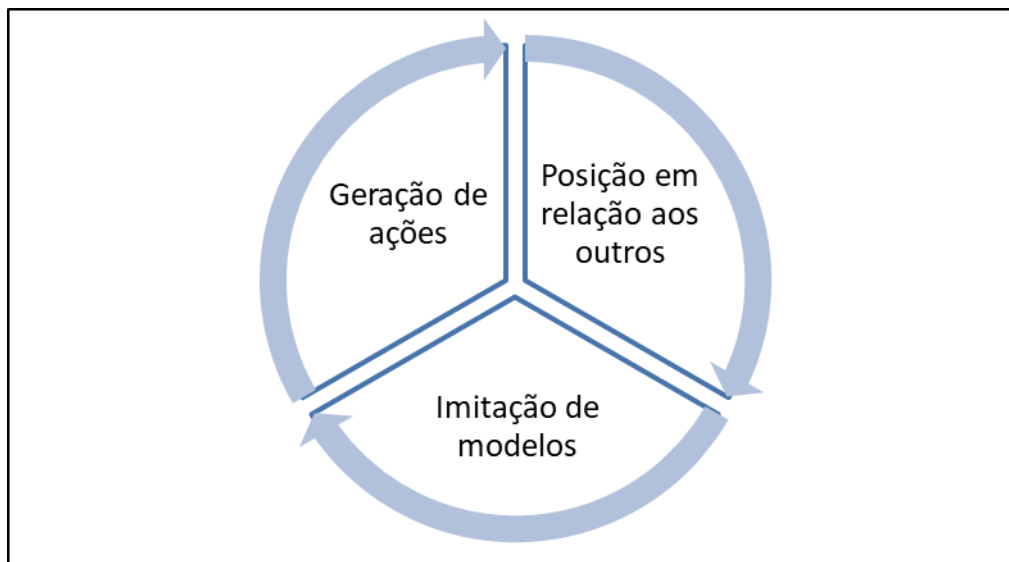 Geração de
ações
Posição em
relação aos
outros
Imitação de
modelos